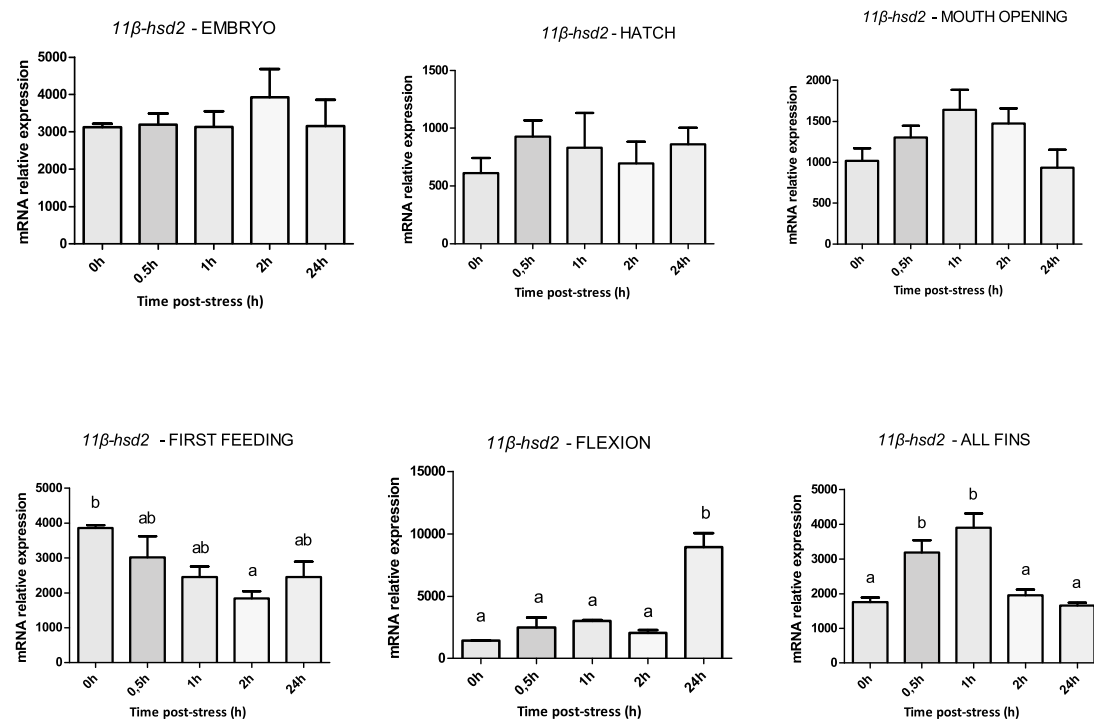 11β-hsd2 - EMBRYO
mRNA relative expression
5000
4000
3000
2000
1000
0
0h
0.5h
1h
2h
24h
Time post-stress (h)
11β-hsd2 - HATCH
mRNA relative expression
1500
1000
500
0
0h
0,5h
1h
2h
24h
Time post-stress (h)
11β-hsd2 - MOUTH OPENING
mRNA relative expression
2000
1500
1000
500
0
0h
0,5h
1h
2h
24h
Time post-stress (h)
11β-hsd2 - FIRST FEEDING
mRNA relative expression
5000
4000
3000
2000
1000
0
b
ab
ab
a
ab
0h
0,5h
1h
2h
24h
Time post-stress (h)
11β-hsd2 - FLEXION
mRNA relative expression
15000
10000
5000
0
a
a
a
a
b
0h
0,5h
1h
2h
24h
Time post-stress (h)
11β-hsd2 - ALL FINS
mRNA relative expression
5000
4000
3000
2000
1000
0
a
b
b
a
a
0h
0,5h
1h
2h
24h
Time post-stress (h)